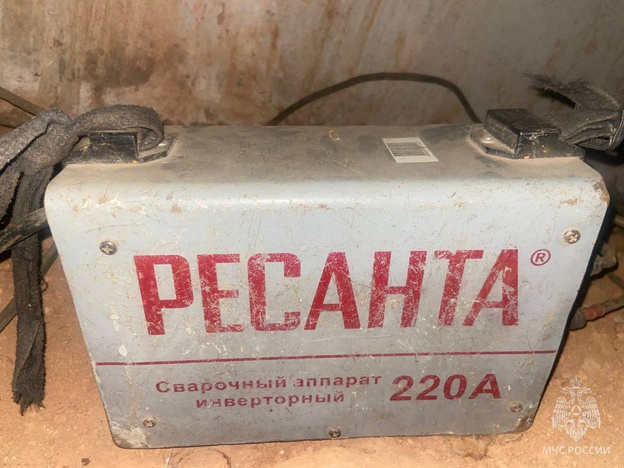 РЕСАНТА®
Сварочный аппарат
инверторный
220А
МЧС РОССИИ